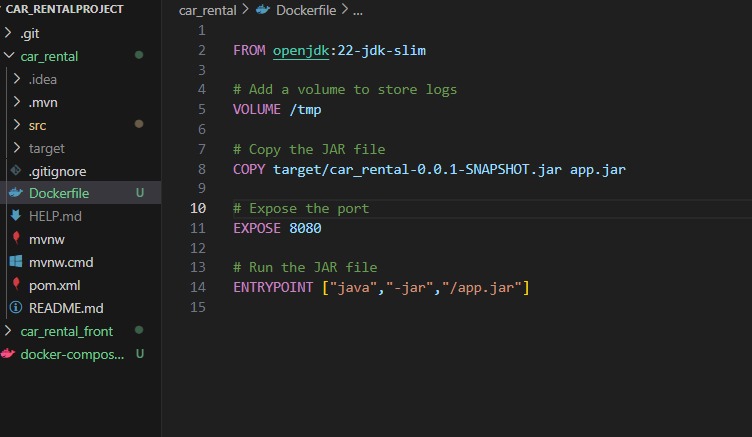 CAR_RENTALPROJECT
.git
car_rental
.idea
.mvn
src
target
.gitignore
Dockerfile U
HELP.md
mvnw
mvnw.cmd
pom.xml
README.md
car_rental_front
docker-compos... U
car_rental > Dockerfile > ...
1
2 FROM openjdk:22-jdk-slim
3
4 # Add a volume to store logs
5 VOLUME /tmp
6
7 # Copy the JAR file
8 COPY target/car_rental-0.0.1-SNAPSHOT.jar app.jar
9
10 # Expose the port
11 EXPOSE 8080
12
13 # Run the JAR file
14 ENTRYPOINT ["java","-jar","/app.jar"]
15